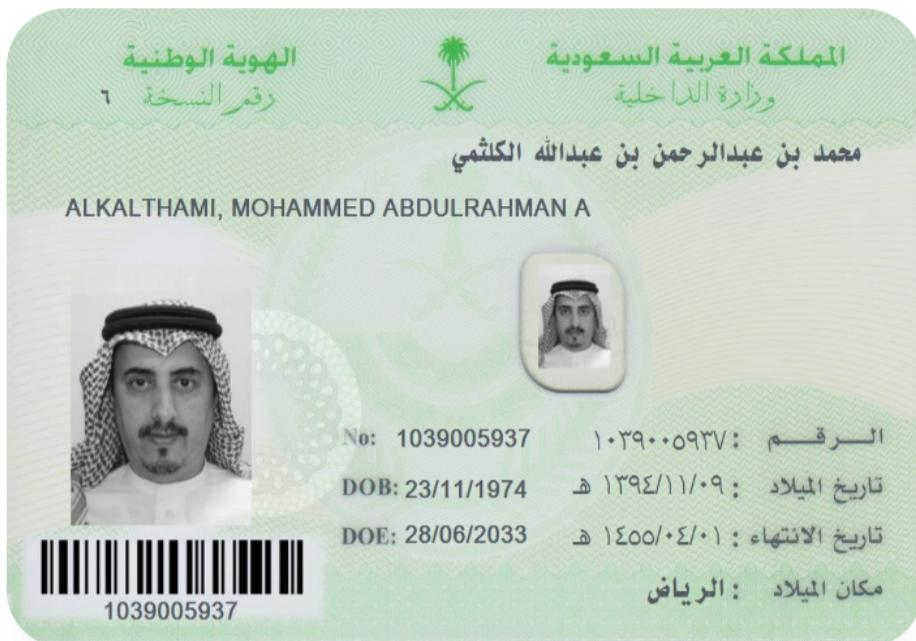 المملكة العربية السعودية
وزارة الداخلية
الهوية الوطنية
رقم النسخة ٦
محمد بن عبدالرحمن بن عبدالله الكلثمي
ALKALTHAMI, MOHAMMED ABDULRAHMAN A
الرقم : ١٠٣٩٠٠٥٩٣٧
No: 1039005937
تاريخ الميلاد : ١٣٩٤/١١/٠٩ هـ
DOB: 23/11/1974
تاريخ الانتهاء : ١٤٥٥/٠٤/٠١ هـ
DOE: 28/06/2033
مكان الميلاد : الرياض
1039005937